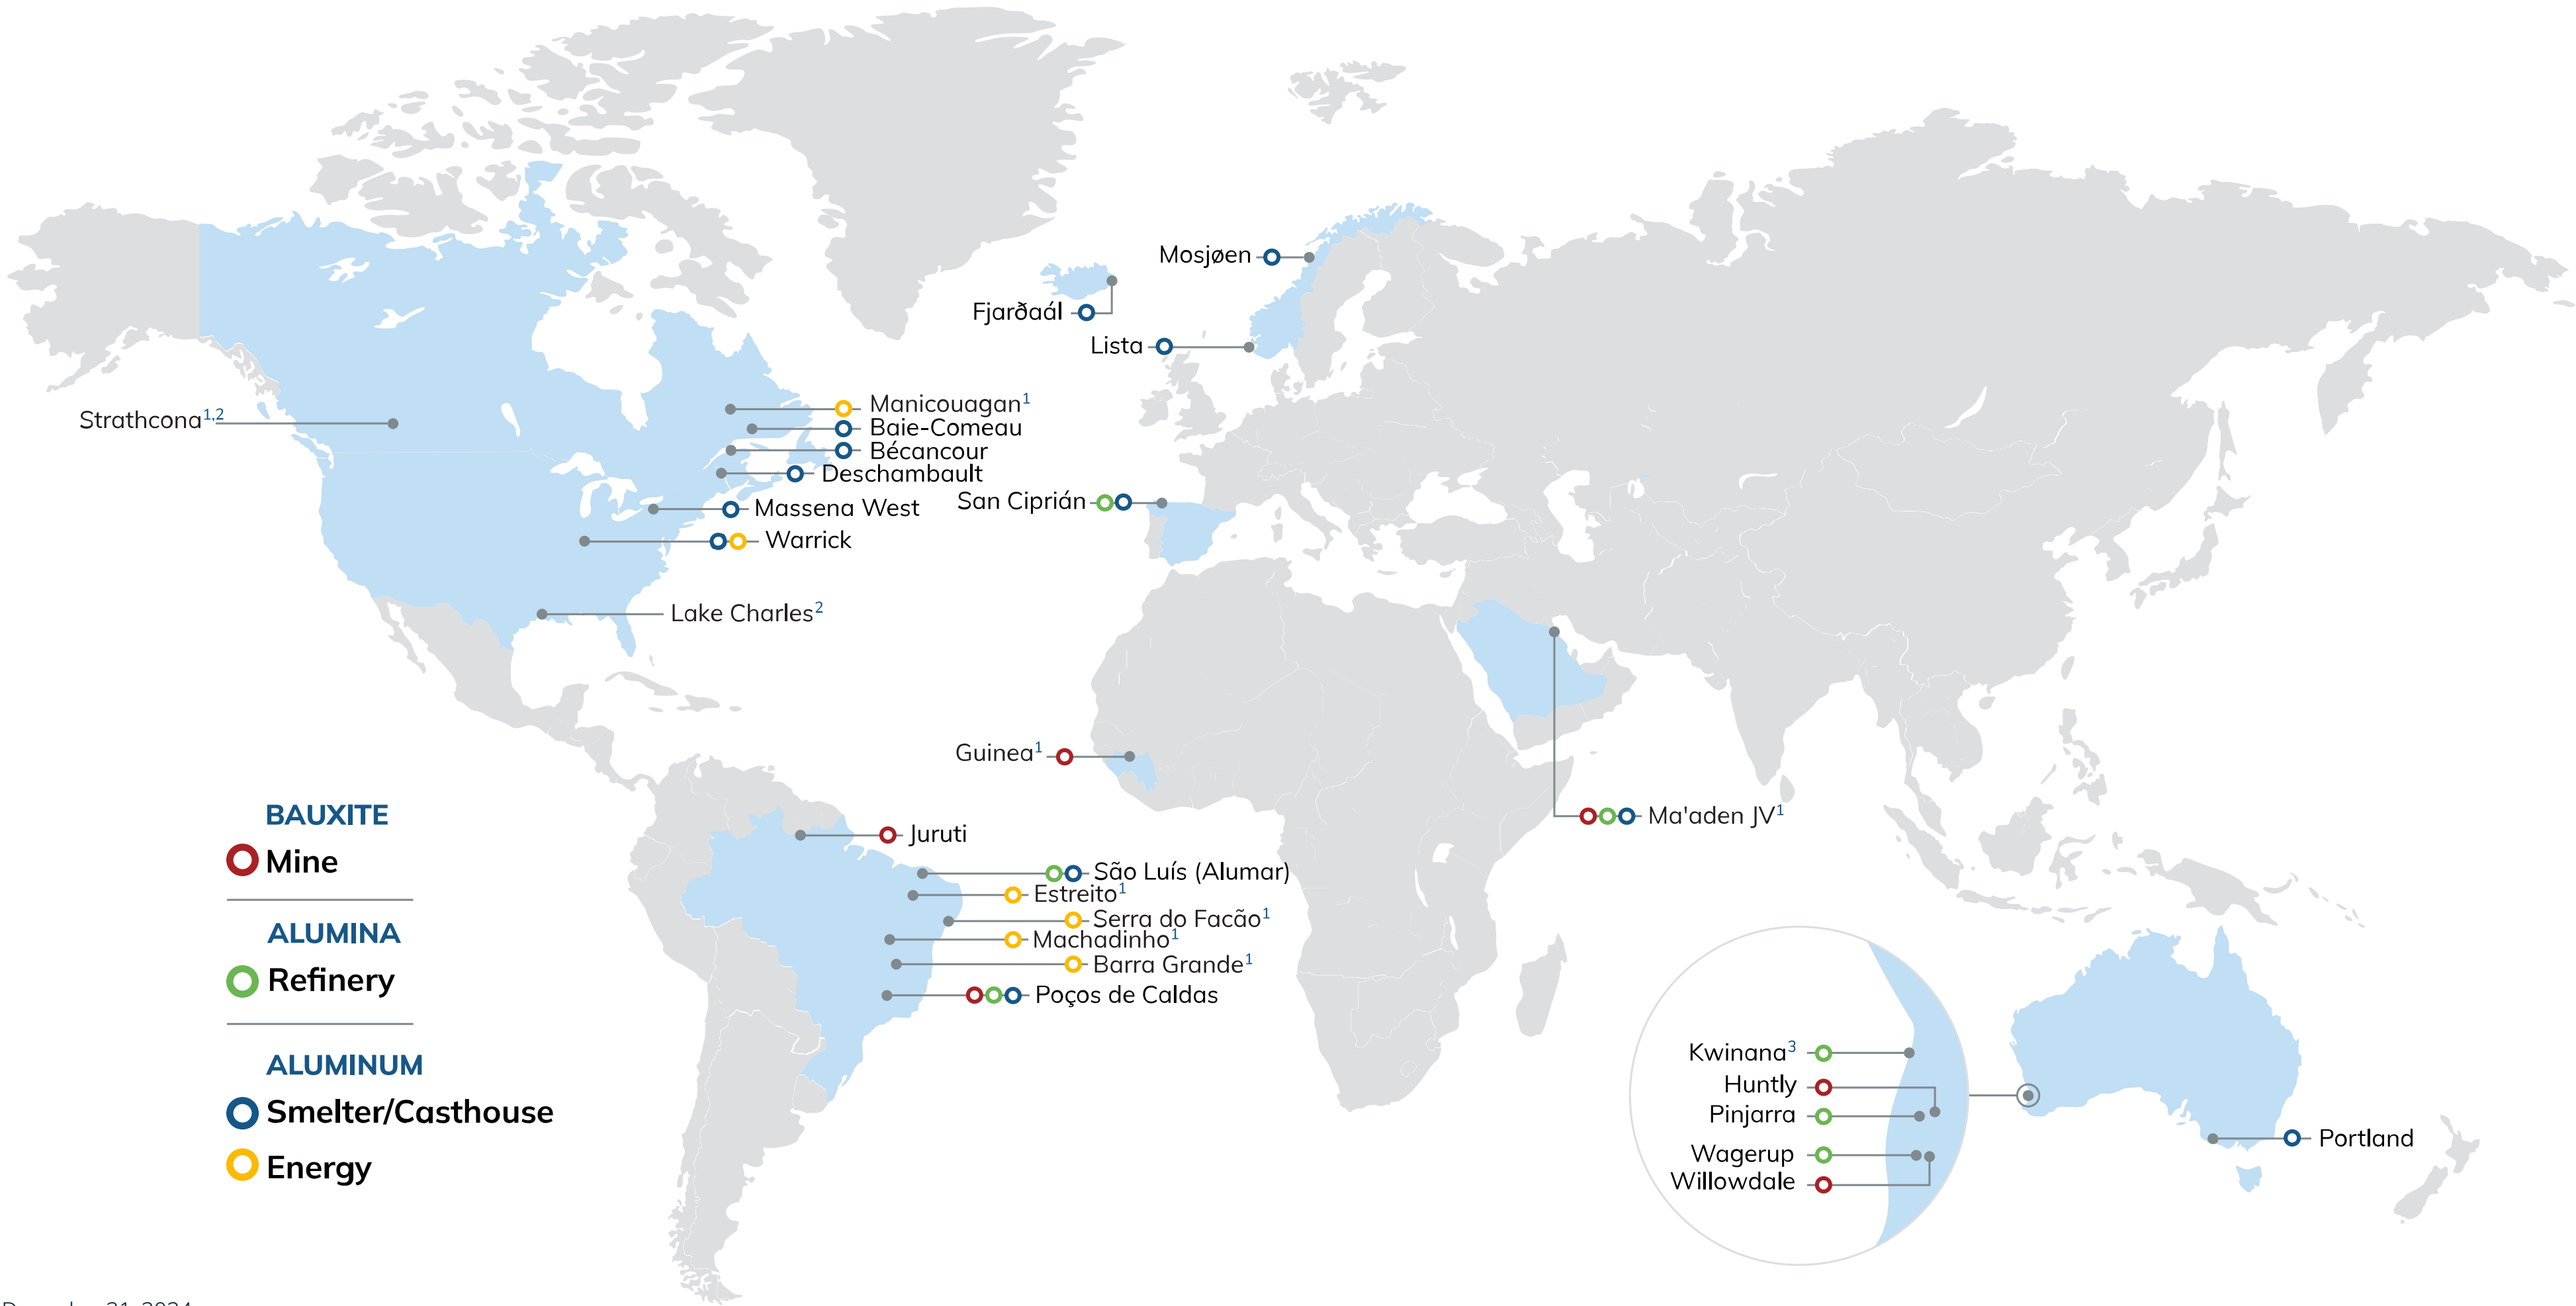 Mosjøen
Fjarðaál
Lista
Strathcona1,2
Manicouagan1
Baie-Comeau
Bécancour
Deschambault
Massena West
San Ciprián
Warrick
Lake Charles2
Guinea1
Ma'aden JV1
Juruti
São Luís (Alumar)
Estreito1
Serra do Facão1
Machadinho1
Barra Grande1
Poços de Caldas
BAUXITE
Mine
ALUMINA
Refinery
ALUMINUM
Smelter/Casthouse
Energy
Kwinana3
Huntly
Pinjarra
Wagerup
Willowdale
Portland